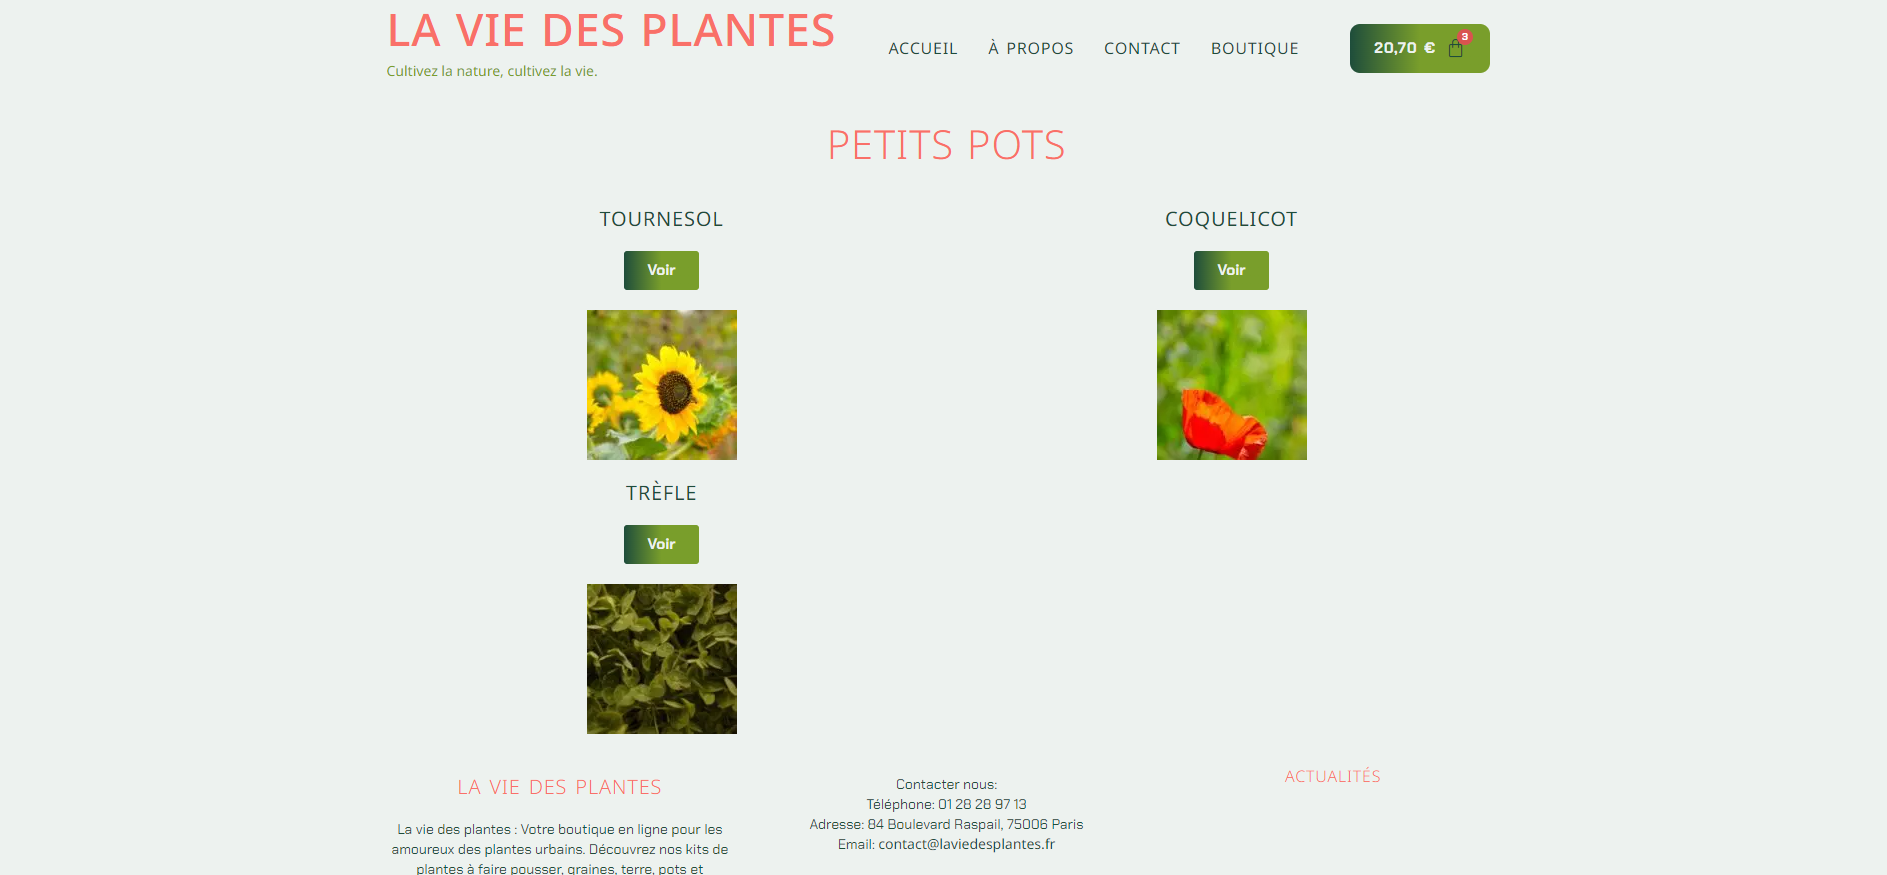 LA VIE DES PLANTES
Cultivez la nature, cultivez la vie.
ACCUEIL
À PROPOS
CONTACT
BOUTIQUE
20,70 €
3
PETITS POTS
TOURNESOL
Voir
COQUELICOT
Voir
TRÈFLE
Voir
LA VIE DES PLANTES
La vie des plantes : Votre boutique en ligne pour les
amoureux des plantes urbains. Découvrez nos kits de
plantes à faire pousser, graines, terre, pots et
Contacter nous:
Téléphone: 01 28 28 97 13
Adresse: 84 Boulevard Raspail, 75006 Paris
Email: contact@laviedesplantes.fr
ACTUALITÉS